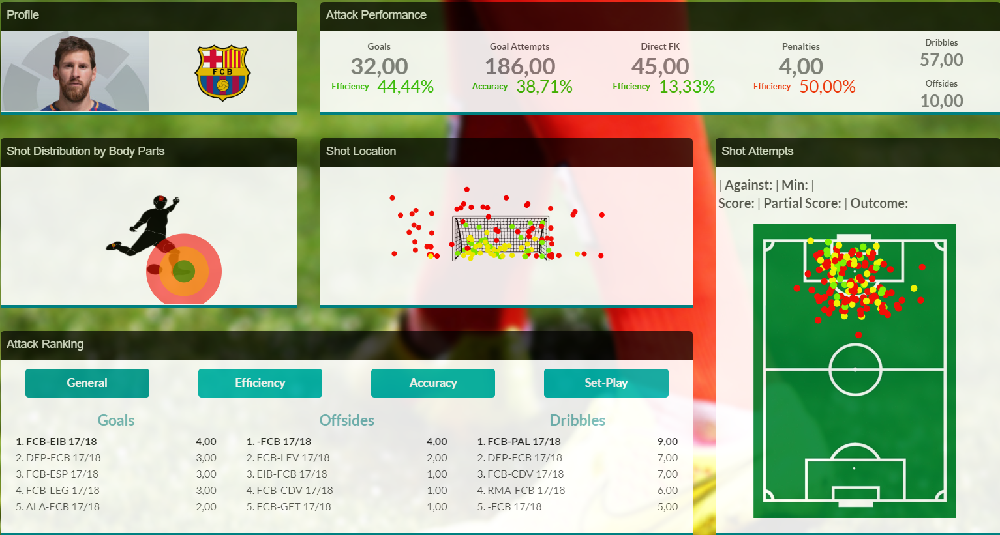 Profile
FCB
Attack Performance
Goals
32,00
Efficiency 44,44%
Goal Attempts
186,00
Accuracy 38,71%
Direct FK
45,00
Efficiency 13,33%
Penalties
4,00
Efficiency 50,00%
Dribbles
57,00
Offsides
10,00
Shot Distribution by Body Parts
Shot Location
Shot Attempts
| Against: | Min: |
Score: | Partial Score: | Outcome:
Attack Ranking
General
Efficiency
Accuracy
Set-Play
Goals
1. FCB-EIB 17/18 4,00
2. DEP-FCB 17/18 3,00
3. FCB-ESP 17/18 3,00
4. FCB-LEG 17/18 3,00
5. ALA-FCB 17/18 2,00
Offsides
1. -FCB 17/18 4,00
2. FCB-LEV 17/18 2,00
3. EIB-FCB 17/18 1,00
4. FCB-CDV 17/18 1,00
5. FCB-GET 17/18 1,00
Dribbles
1. FCB-PAL 17/18 9,00
2. DEP-FCB 17/18 7,00
3. FCB-CDV 17/18 7,00
4. RMA-FCB 17/18 6,00
5. -FCB 17/18 5,00